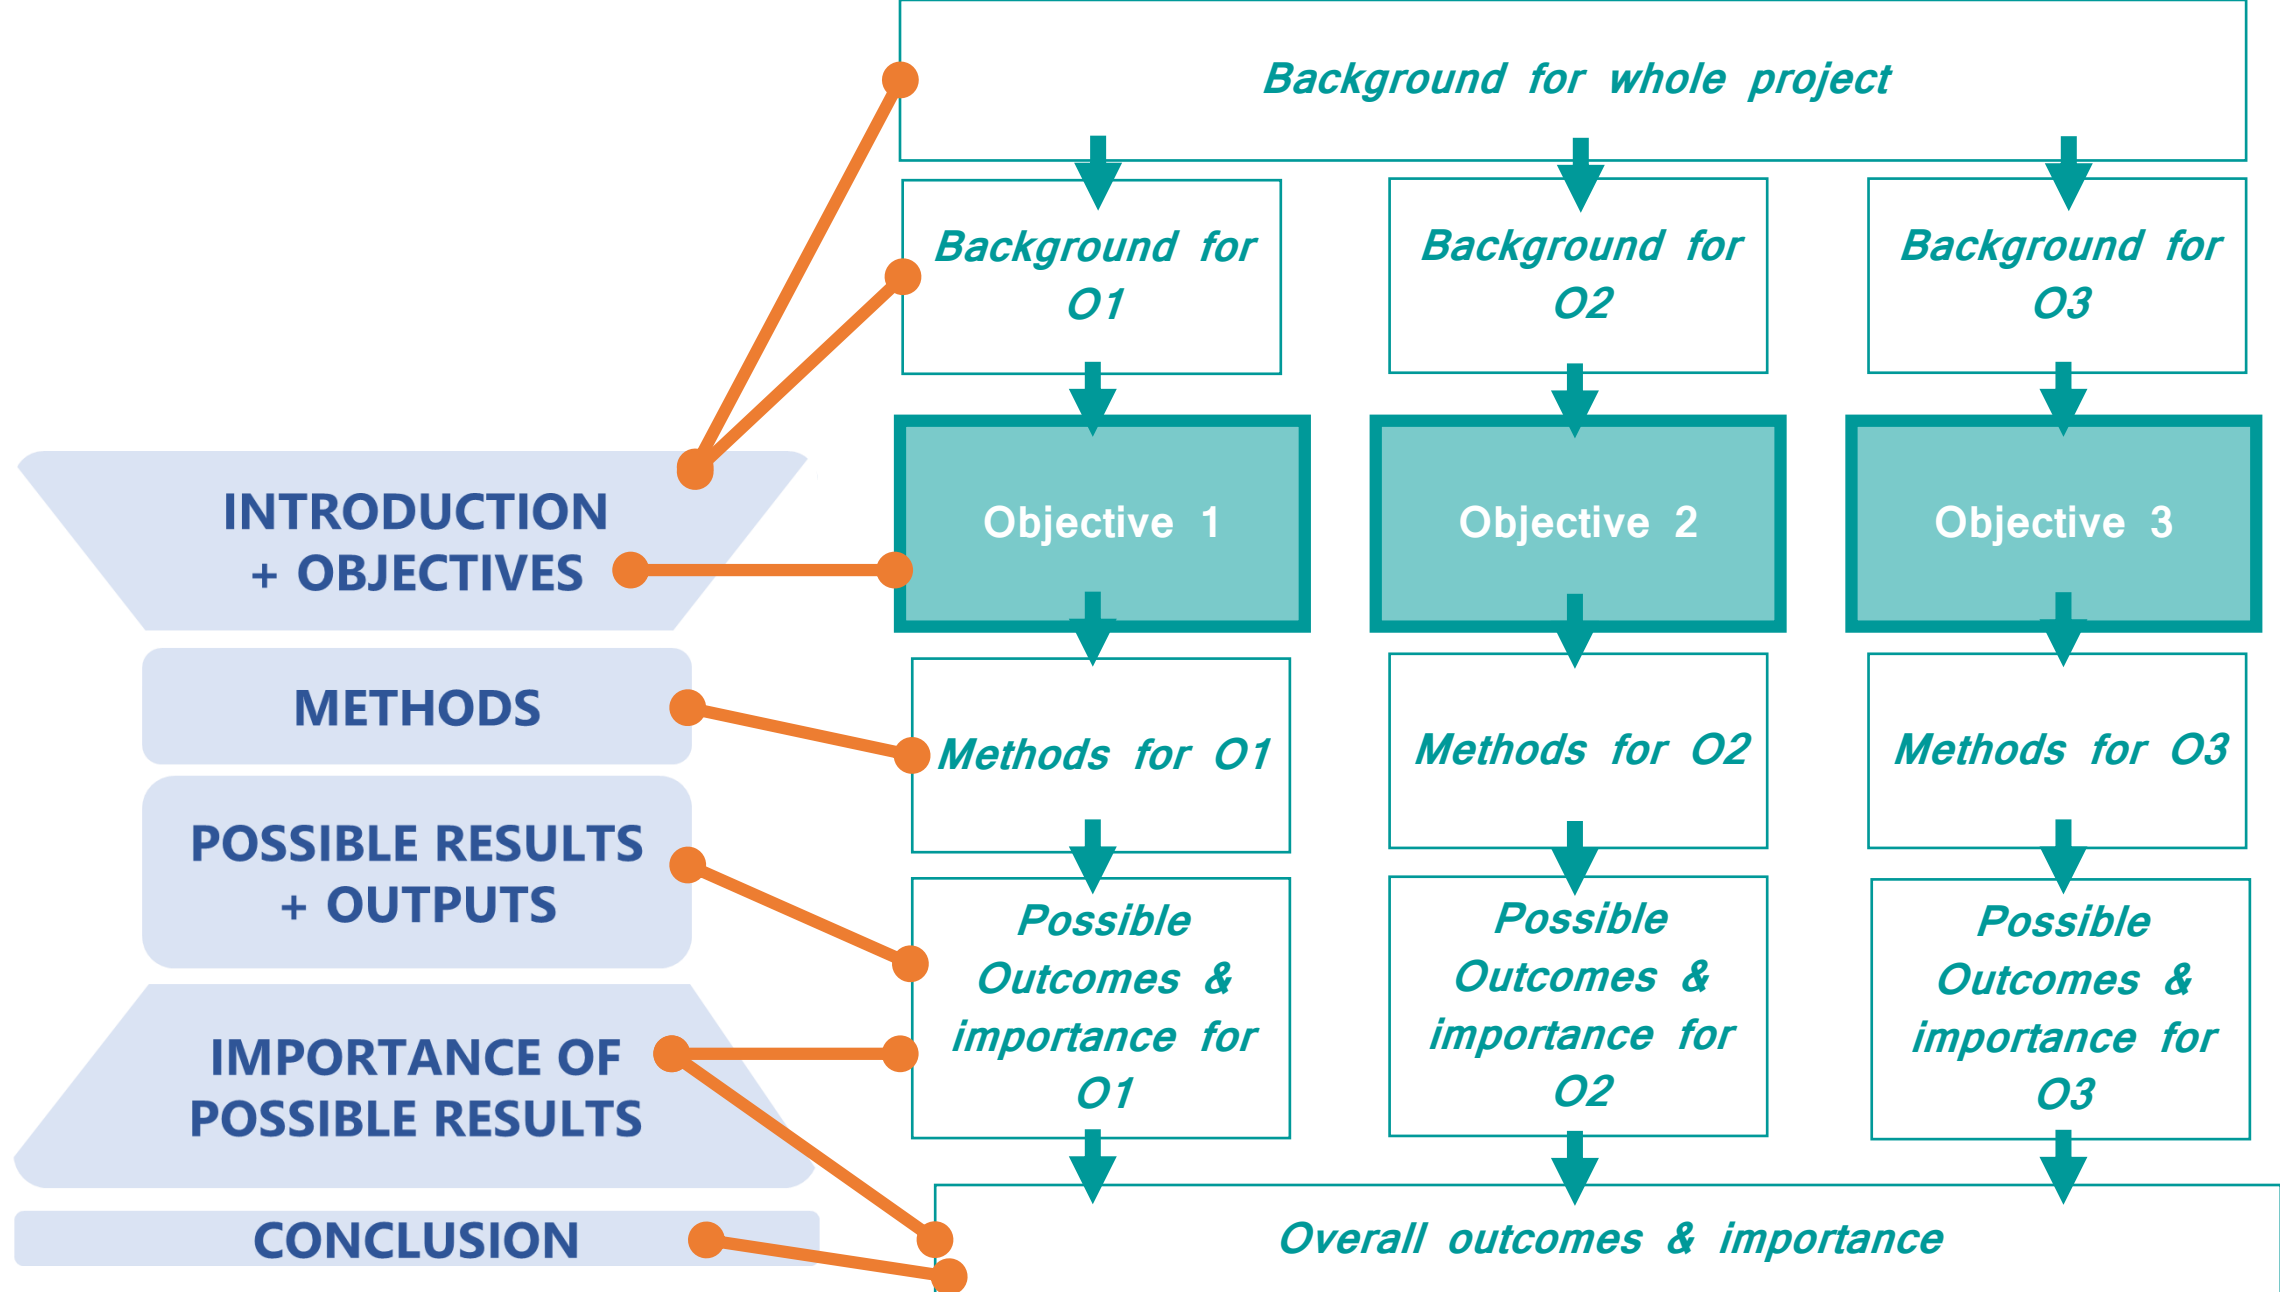 Background for whole project
Background for
O1
Background for
O2
Background for
O3
INTRODUCTION
+ OBJECTIVES
Objective 1
Objective 2
Objective 3
METHODS
Methods for O1
Methods for O2
Methods for O3
POSSIBLE RESULTS
+ OUTPUTS
Possible
Outcomes &
importance for
O1
Possible
Outcomes &
importance for
O2
Possible
Outcomes &
importance for
O3
IMPORTANCE OF
POSSIBLE RESULTS
CONCLUSION
Overall outcomes & importance